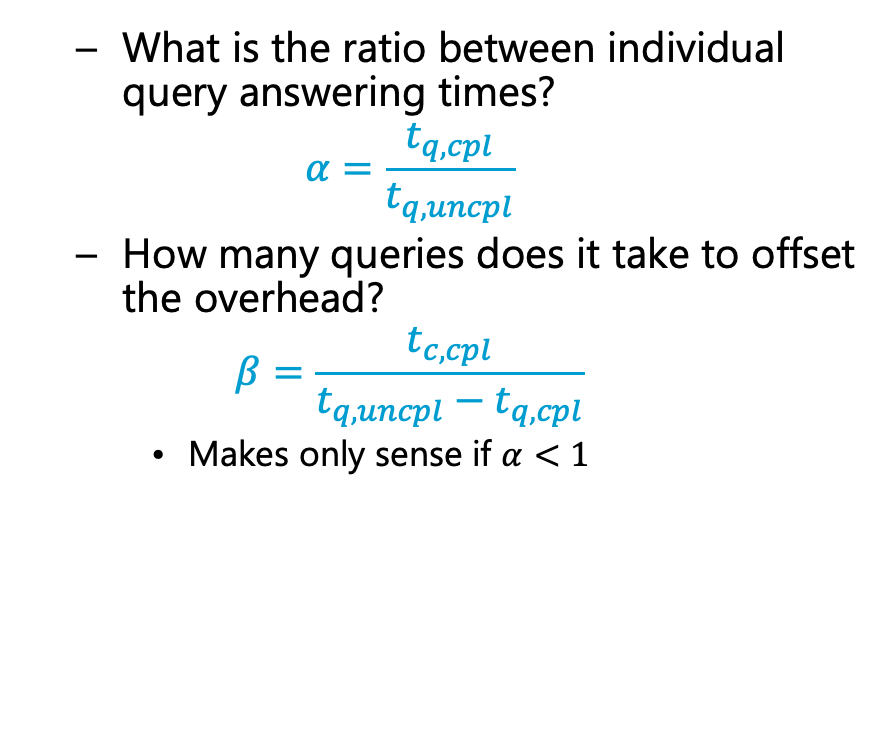 – What is the ratio between individual
query answering times?
α = t_{q,cpl} / t_{q,uncpl}
– How many queries does it take to offset
the overhead?
β = t_{c,cpl} / (t_{q,uncpl} − t_{q,cpl})
• Makes only sense if α < 1